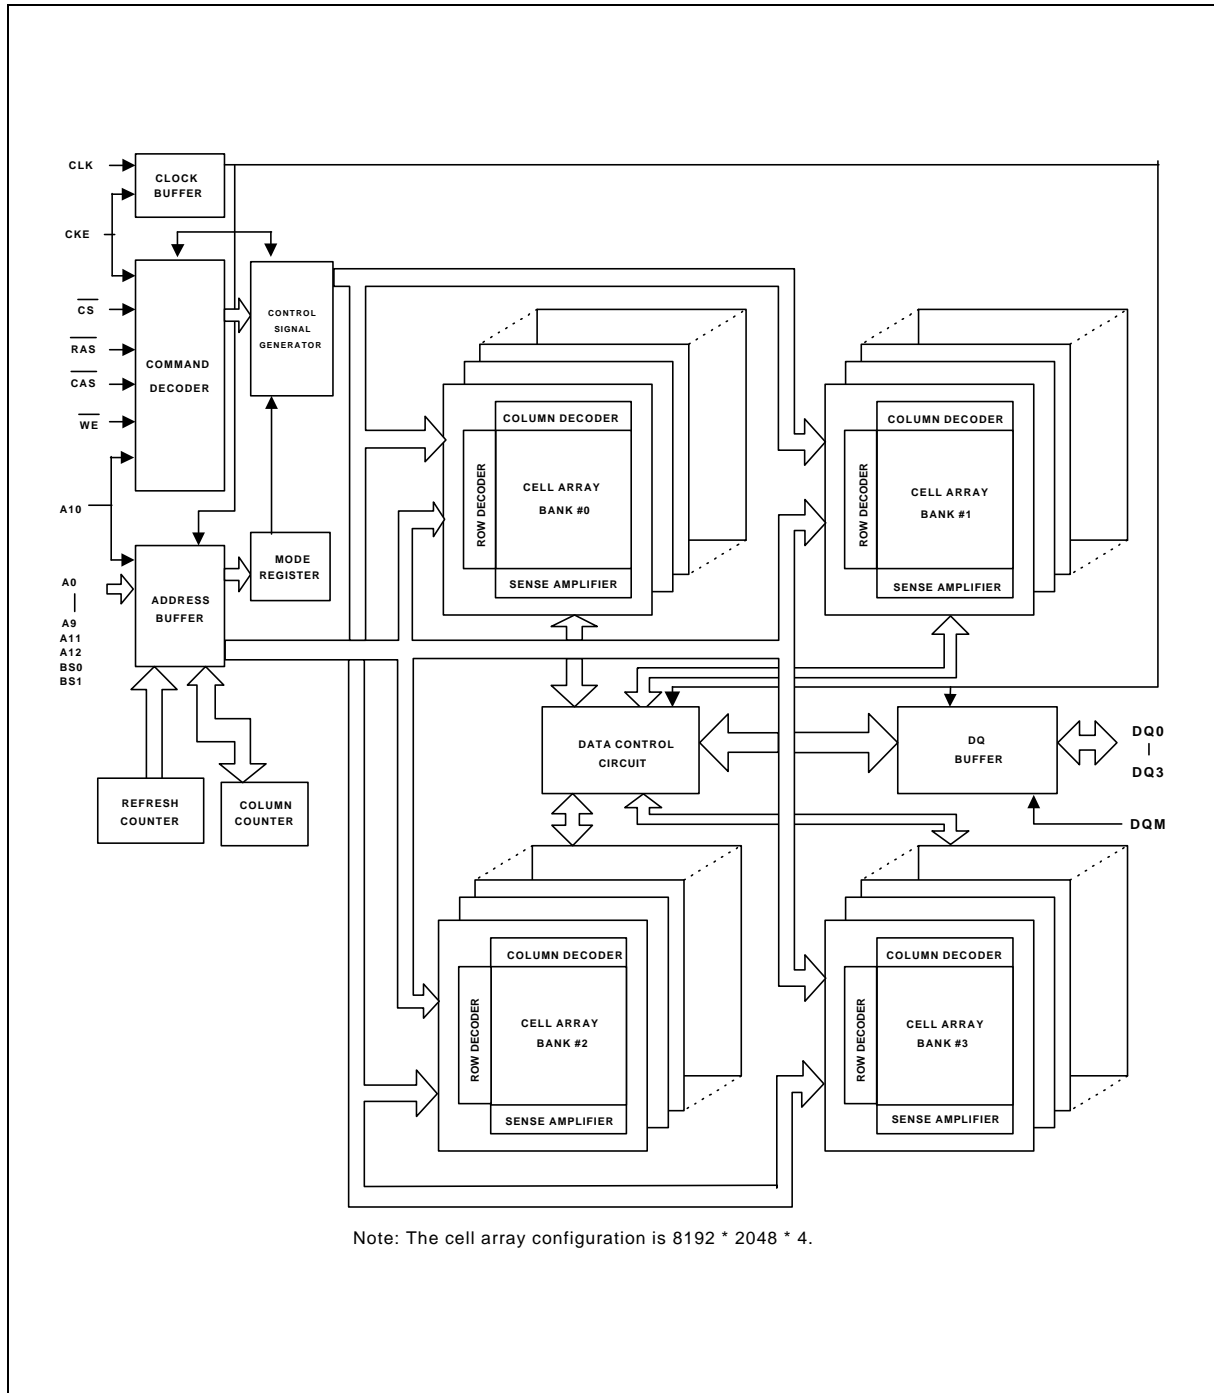 CLK
CLOCK
BUFFER
CKE
CS
RAS
CAS
WE
A10
COMMAND
DECODER
CONTROL
SIGNAL
GENERATOR
MODE
REGISTER
A0
|
A9
A11
A12
BS0
BS1
ADDRESS
BUFFER
REFRESH
COUNTER
COLUMN
COUNTER
COLUMN DECODER
ROW DECODER
CELL ARRAY
BANK #0
SENSE AMPLIFIER
COLUMN DECODER
ROW DECODER
CELL ARRAY
BANK #1
SENSE AMPLIFIER
DATA CONTROL
CIRCUIT
DQ
BUFFER
DQ0
|
DQ3
DQM
COLUMN DECODER
ROW DECODER
CELL ARRAY
BANK #2
SENSE AMPLIFIER
COLUMN DECODER
ROW DECODER
CELL ARRAY
BANK #3
SENSE AMPLIFIER
Note: The cell array configuration is 8192 * 2048 * 4.